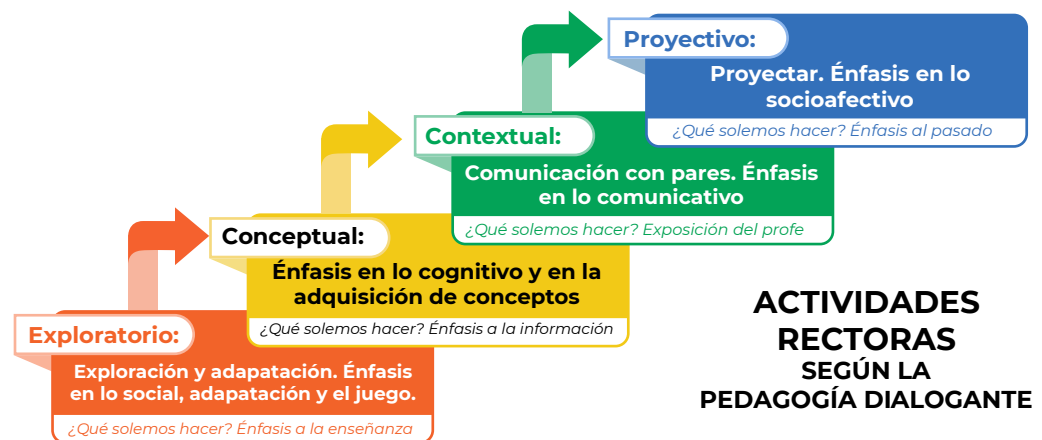 Proyectivo:
Proyectar. Énfasis en lo
socioafectivo
¿Qué solemos hacer? Énfasis al pasado
Contextual:
Comunicación con pares. Énfasis
en lo comunicativo
¿Qué solemos hacer? Exposición del profe
Conceptual:
Énfasis en lo cognitivo y en la
adquisición de conceptos
¿Qué solemos hacer? Énfasis a la información
Exploratorio:
Exploración y adapatación. Énfasis
en lo social, adapatación y el juego.
¿Qué solemos hacer? Énfasis a la enseñanza
ACTIVIDADES
RECTORAS
SEGÚN LA
PEDAGOGÍA DIALOGANTE